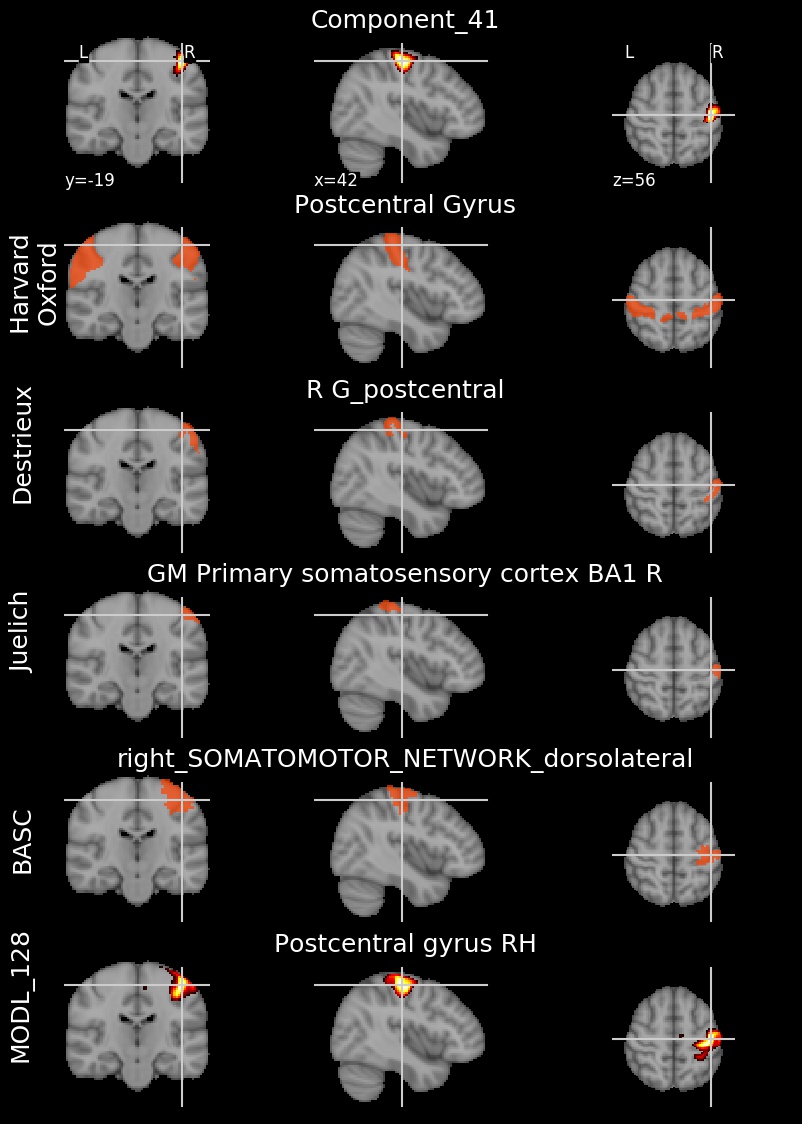 Component_41
L R
L R
y=-19 x=42 z=56
Postcentral Gyrus
Harvard
Oxford
R G_postcentral
Destrieux
GM Primary somatosensory cortex BA1 R
Juelich
right_SOMATOMOTOR_NETWORK_dorsolateral
BASC
Postcentral gyrus RH
MODL_128